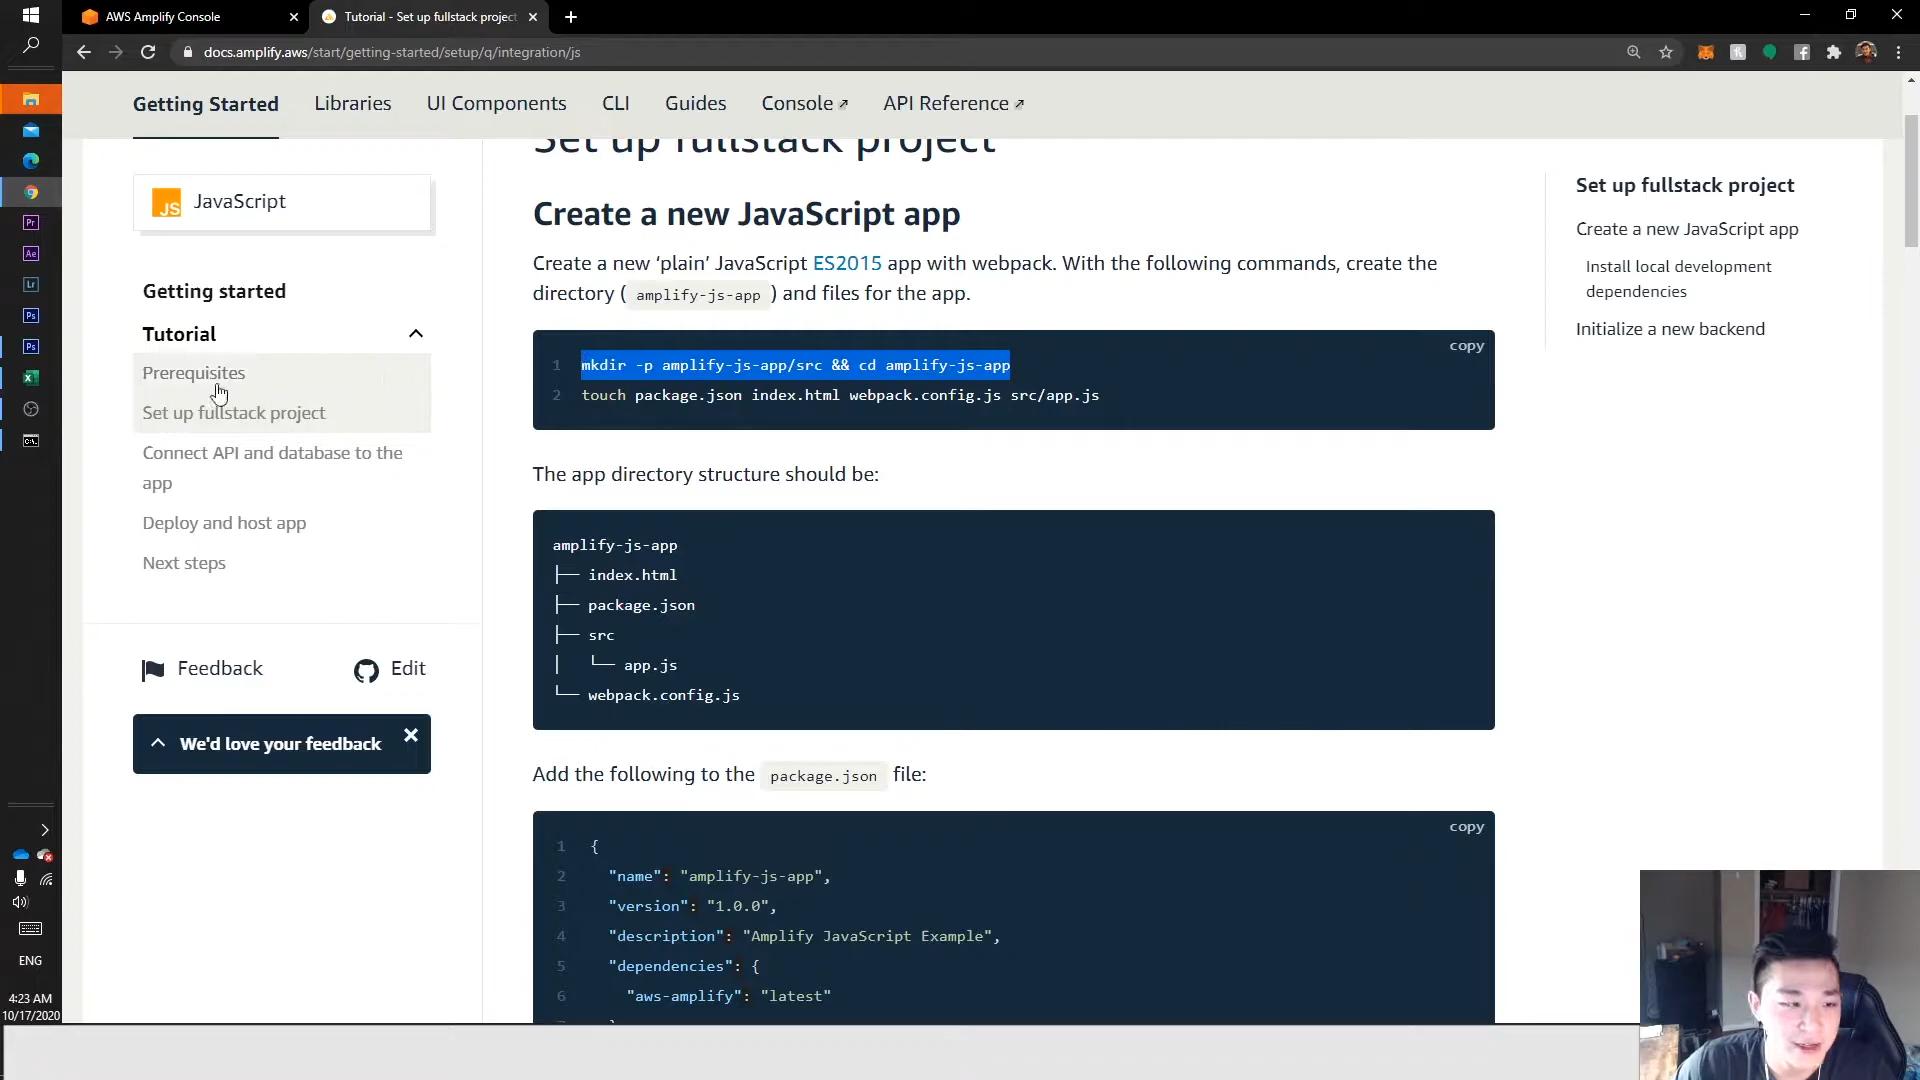 AWS Amplify Console
Tutorial - Set up fullstack project
docs.amplify.aws/start/getting-started/setup/q/integration/js
Getting Started
Libraries
UI Components
CLI
Guides
Console
API Reference
JS
JavaScript
Getting started
Tutorial
Prerequisites
Set up fullstack project
Connect API and database to the
app
Deploy and host app
Next steps
Feedback
Edit
We'd love your feedback
Set up fullstack project
Create a new JavaScript app
Create a new ‘plain’ JavaScript ES2015 app with webpack. With the following commands, create the
directory ( amplify-js-app ) and files for the app.
copy
1 mkdir -p amplify-js-app/src && cd amplify-js-app
2 touch package.json index.html webpack.config.js src/app.js
The app directory structure should be:
amplify-js-app
├── index.html
├── package.json
├── src
│   └── app.js
└── webpack.config.js
Add the following to the package.json file:
copy
1 {
2 "name": "amplify-js-app",
3 "version": "1.0.0",
4 "description": "Amplify JavaScript Example",
5 "dependencies": {
6 "aws-amplify": "latest"
Set up fullstack project
Create a new JavaScript app
Install local development
dependencies
Initialize a new backend
Pr
Ae
Lr
Ps
Ps
ENG
4:23 AM
10/17/2020